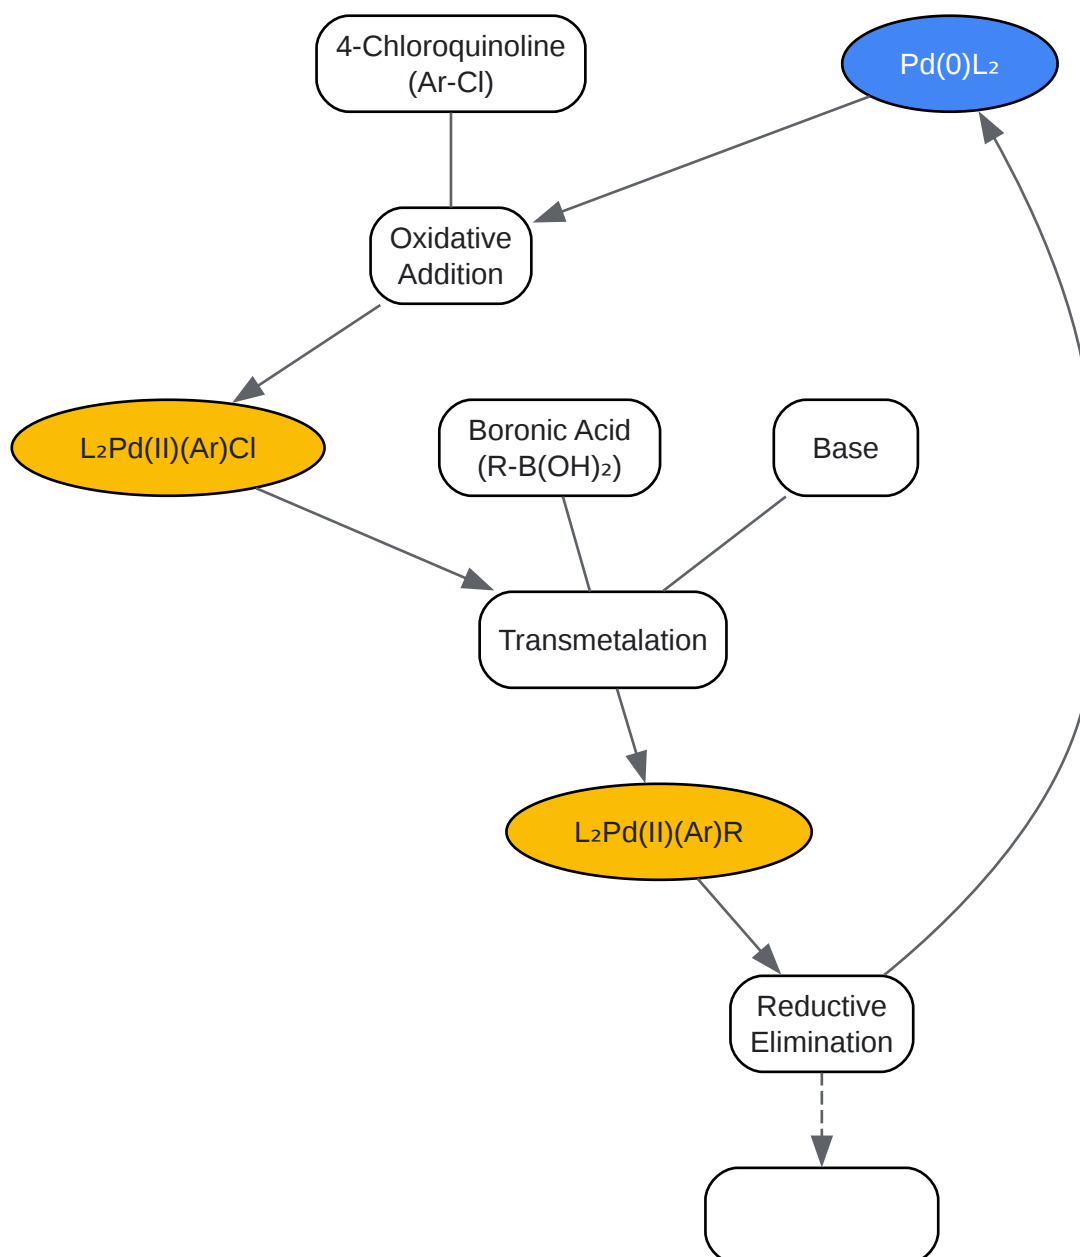 4-Chloroquinoline
(Ar-Cl)
Pd(0)L₂
Oxidative
Addition
L₂Pd(II)(Ar)Cl
Boronic Acid
(R-B(OH)₂)
Base
Transmetalation
L₂Pd(II)(Ar)R
Reductive
Elimination